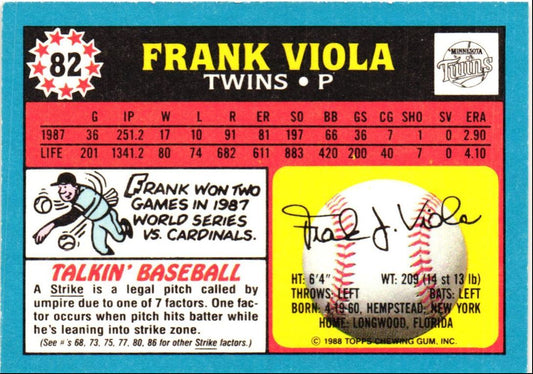 82
FRANK VIOLA
TWINS • P
MINNESOTA
Twins
G IP W L R ER SO BB GS CG SHO SV ERA
1987 36 251.2 17 10 91 81 197 66 36 7 1 0 2.90
LIFE 201 1341.2 80 74 682 611 883 420 200 40 7 0 4.10
FRANK WON TWO
GAMES IN 1987
WORLD SERIES
VS. CARDINALS.
TALKIN' BASEBALL
A Strike is a legal pitch called by
umpire due to one of 7 factors. One fac-
tor occurs when pitch hits batter while
he's leaning into strike zone.
(See #'s 68, 73, 75, 77, 80, 86 for other Strike factors.)
Frank J. Viola
HT: 6'4" WT: 209 (14 st 13 lb)
THROWS: LEFT BATS: LEFT
BORN: 4-19-60, HEMPSTEAD, NEW YORK
HOME: LONGWOOD, FLORIDA
© 1988 TOPPS CHEWING GUM, INC.